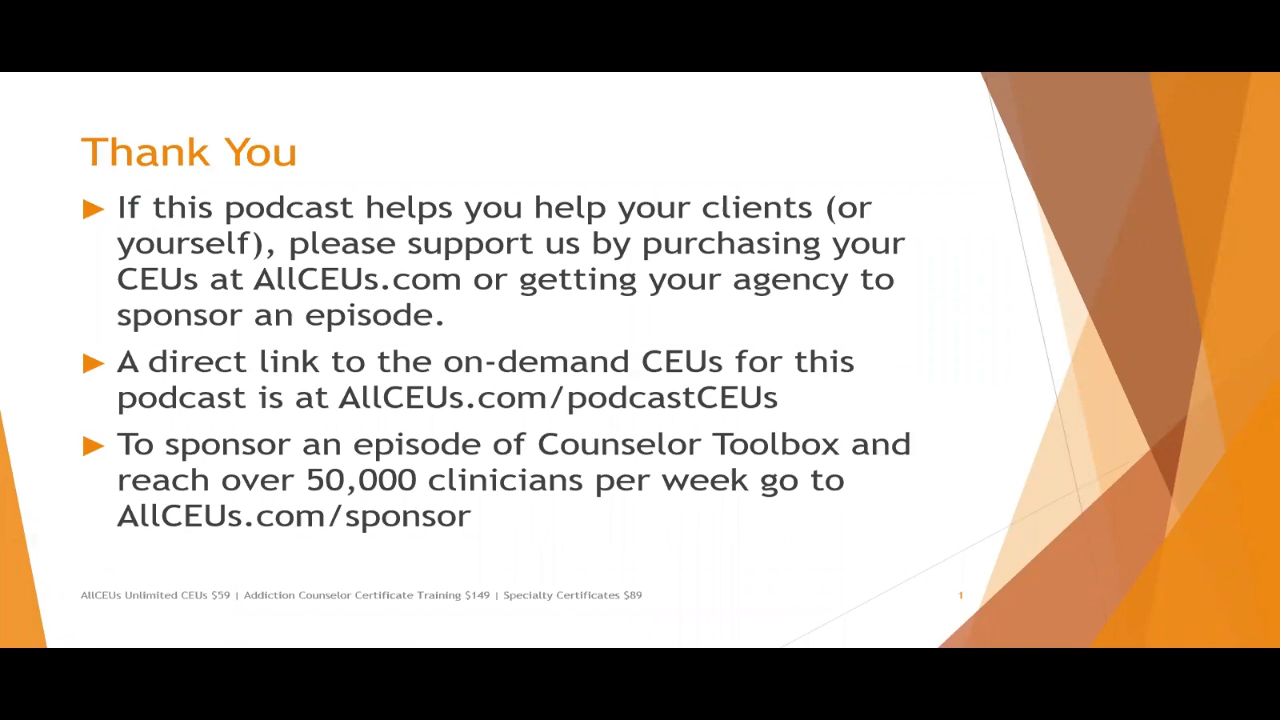 Thank You
► If this podcast helps you help your clients (or
yourself), please support us by purchasing your
CEUs at AllCEUs.com or getting your agency to
sponsor an episode.
► A direct link to the on-demand CEUs for this
podcast is at AllCEUs.com/podcastCEUs
► To sponsor an episode of Counselor Toolbox and
reach over 50,000 clinicians per week go to
AllCEUs.com/sponsor
AllCEUs Unlimited CEUs $59 | Addiction Counselor Certificate Training $149 | Specialty Certificates $89
1